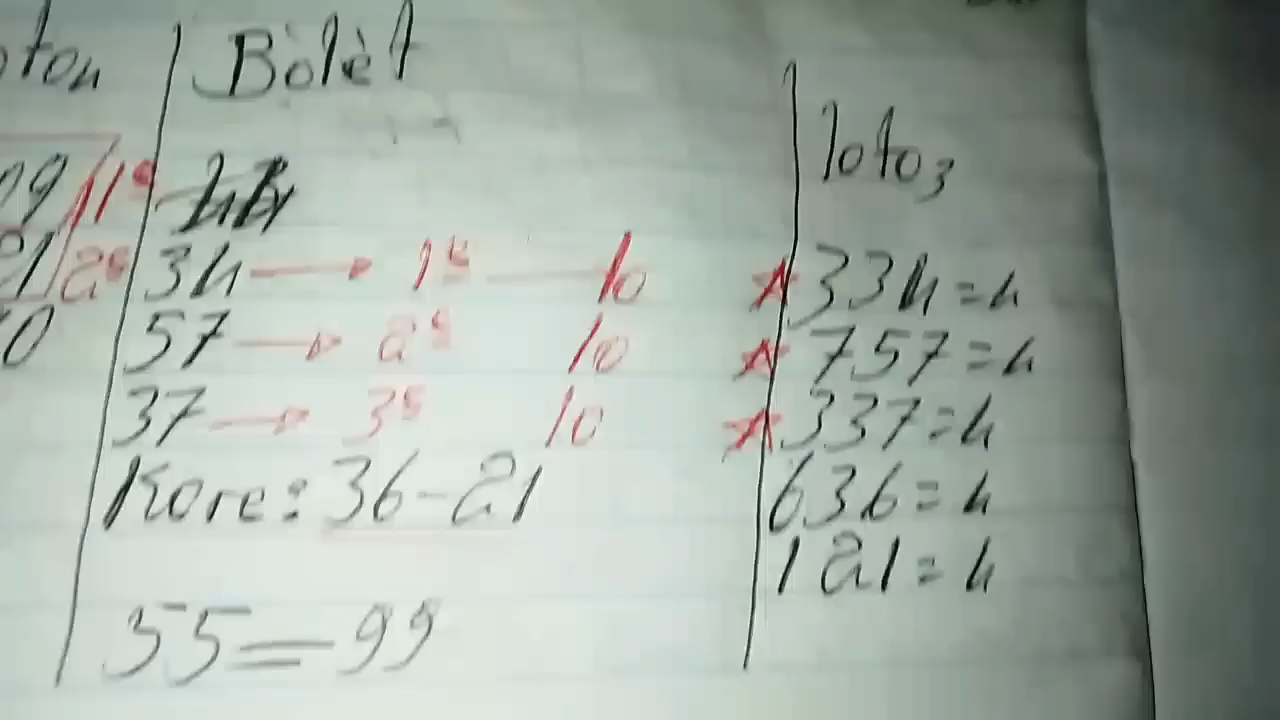 Bòlèt
34 → 1e — 10
57 → 2e 10
37 → 3e 10
Kore: 36-21
55=99
loto3
334=4
757=4
337=4
636=4
121=4